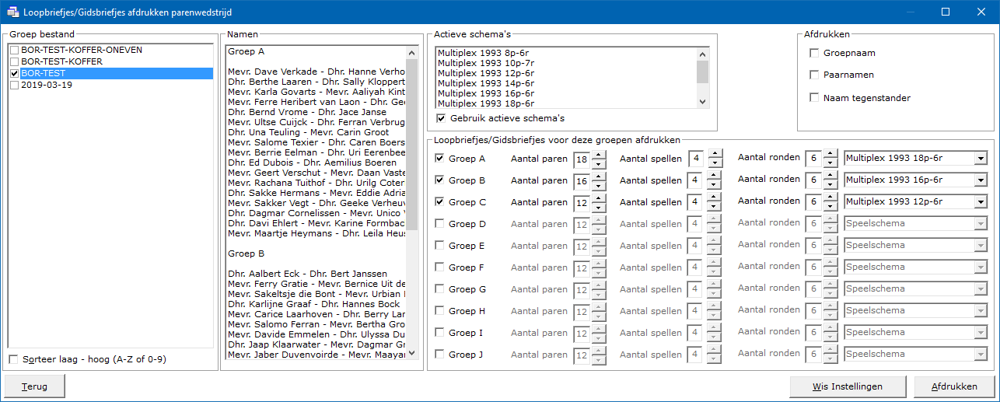 Loopbriefjes/Gidsbriefjes afdrukken parenwedstrijd
Groep bestand
BOR-TEST-KOFFER-ONEVEN
BOR-TEST-KOFFER
BOR-TEST
2019-03-19
Sorteer laag - hoog (A-Z of 0-9)
Namen
Groep A
Mevr. Dave Verkade - Dhr. Hanne Verho
Dhr. Berthe Laaren - Dhr. Sally Kloppert
Mevr. Karla Govarts - Mevr. Aaliyah Kint
Mevr. Ferre Heribert van Laon - Dhr. Gee
Dhr. Bernd Vrome - Dhr. Jace Janse
Mevr. Ultse Cuijck - Dhr. Ferran Verbrug
Dhr. Una Teuling - Mevr. Carin Groot
Mevr. Salome Texier - Dhr. Caren Boers
Mevr. Berrie Eelman - Dhr. Uri Eerenbee
Dhr. Ed Dubois - Dhr. Aemilius Boeren
Mevr. Geert Verschut - Mevr. Daan Vaste
Mevr. Rachana Tuithof - Dhr. Urilg Coter
Dhr. Sakke Hermans - Mevr. Eddie Adria
Mevr. Sakker Vegt - Dhr. Geeke Verheuv
Dhr. Dagmar Cornelissen - Mevr. Unico V
Dhr. Davi Ehlert - Mevr. Karine Formbac
Mevr. Maartje Heymans - Dhr. Leila Heus
Groep B
Dhr. Aalbert Eck - Dhr. Bert Janssen
Mevr. Ferry Gratie - Mevr. Bernice Uit de
Mevr. Sakeltsje die Bont - Mevr. Urbian
Dhr. Karlijne Graaf - Dhr. Hannes Bock
Mevr. Carice Laarhoven - Dhr. Berry Lar
Mevr. Salomo Ferran - Mevr. Bertha Gro
Mevr. Davide Emmelen - Dhr. Ulyssa Du
Dhr. Jaap Klaarwater - Mevr. Dagmar Gr
Mevr. Jaber Duvenvoirde - Mevr. Maayar
Actieve schema's
Multiplex 1993 8p-6r
Multiplex 1993 10p-7r
Multiplex 1993 12p-6r
Multiplex 1993 14p-6r
Multiplex 1993 16p-6r
Multiplex 1993 18p-6r
Gebruik actieve schema's
Afdrukken
Groepnaam
Paarnamen
Naam tegenstander
Loopbriefjes/Gidsbriefjes voor deze groepen afdrukken
Groep A Aantal paren 18 Aantal spellen 4 Aantal ronden 6 Multiplex 1993 18p-6r
Groep B Aantal paren 16 Aantal spellen 4 Aantal ronden 6 Multiplex 1993 16p-6r
Groep C Aantal paren 12 Aantal spellen 4 Aantal ronden 6 Multiplex 1993 12p-6r
Groep D Aantal paren 12 Aantal spellen 4 Aantal ronden 6 Speelschema
Groep E Aantal paren 12 Aantal spellen 4 Aantal ronden 6 Speelschema
Groep F Aantal paren 12 Aantal spellen 4 Aantal ronden 6 Speelschema
Groep G Aantal paren 12 Aantal spellen 4 Aantal ronden 6 Speelschema
Groep H Aantal paren 12 Aantal spellen 4 Aantal ronden 6 Speelschema
Groep I Aantal paren 12 Aantal spellen 4 Aantal ronden 6 Speelschema
Groep J Aantal paren 12 Aantal spellen 4 Aantal ronden 6 Speelschema
Terug
Wis Instellingen
Afdrukken